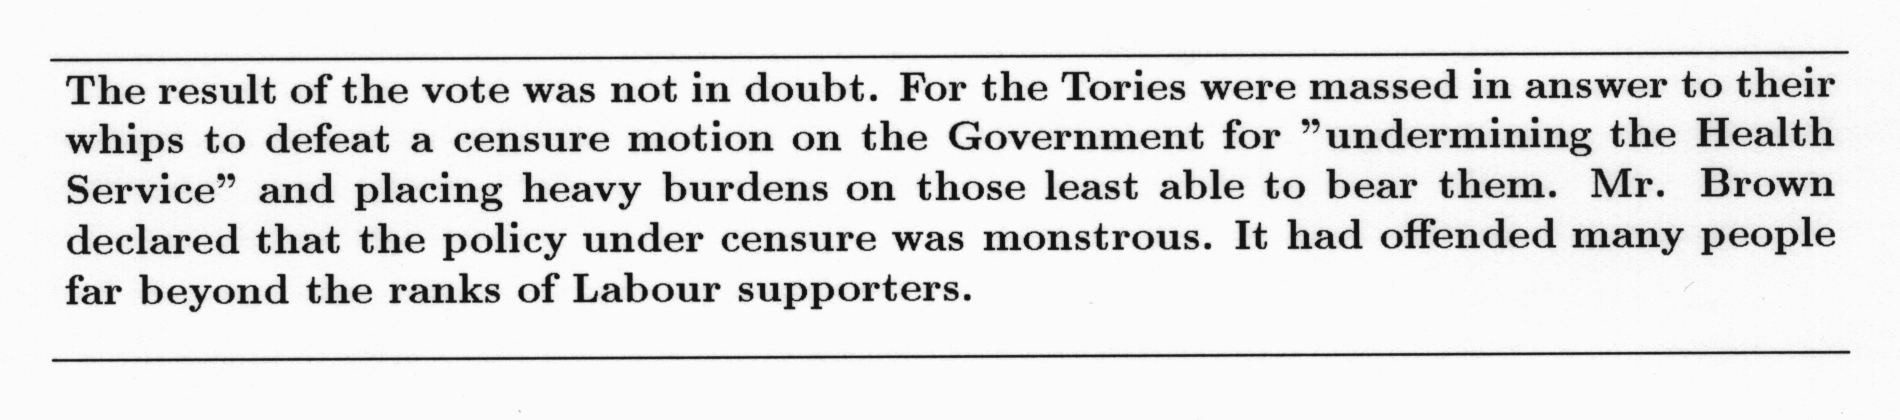 The result of the vote was not in doubt. For the Tories were massed in answer to their
whips to defeat a censure motion on the Government for ”undermining the Health
Service” and placing heavy burdens on those least able to bear them. Mr. Brown
declared that the policy under censure was monstrous. It had offended many people
far beyond the ranks of Labour supporters.